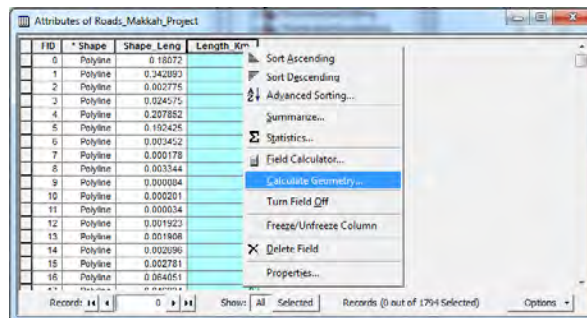 Attributes of Roads_Makkah_Project
FID * Shape Shape_Leng Length_Km
0 Polyline 0.18072
1 Polyline 0.342893
2 Polyline 0.002775
3 Polyline 0.024575
4 Polyline 0.207852
5 Polyline 0.192425
6 Polyline 0.003452
7 Polyline 0.000178
8 Polyline 0.003344
9 Polyline 0.000084
10 Polyline 0.000201
11 Polyline 0.000034
12 Polyline 0.001923
13 Polyline 0.001908
14 Polyline 0.002696
15 Polyline 0.002781
16 Polyline 0.064051
Sort Ascending
Sort Descending
Advanced Sorting...
Summarize...
Statistics...
Field Calculator...
Calculate Geometry...
Turn Field Off
Freeze/Unfreeze Column
Delete Field
Properties...
Record: 0 Show: All Selected Records (0 out of 1794 Selected) Options